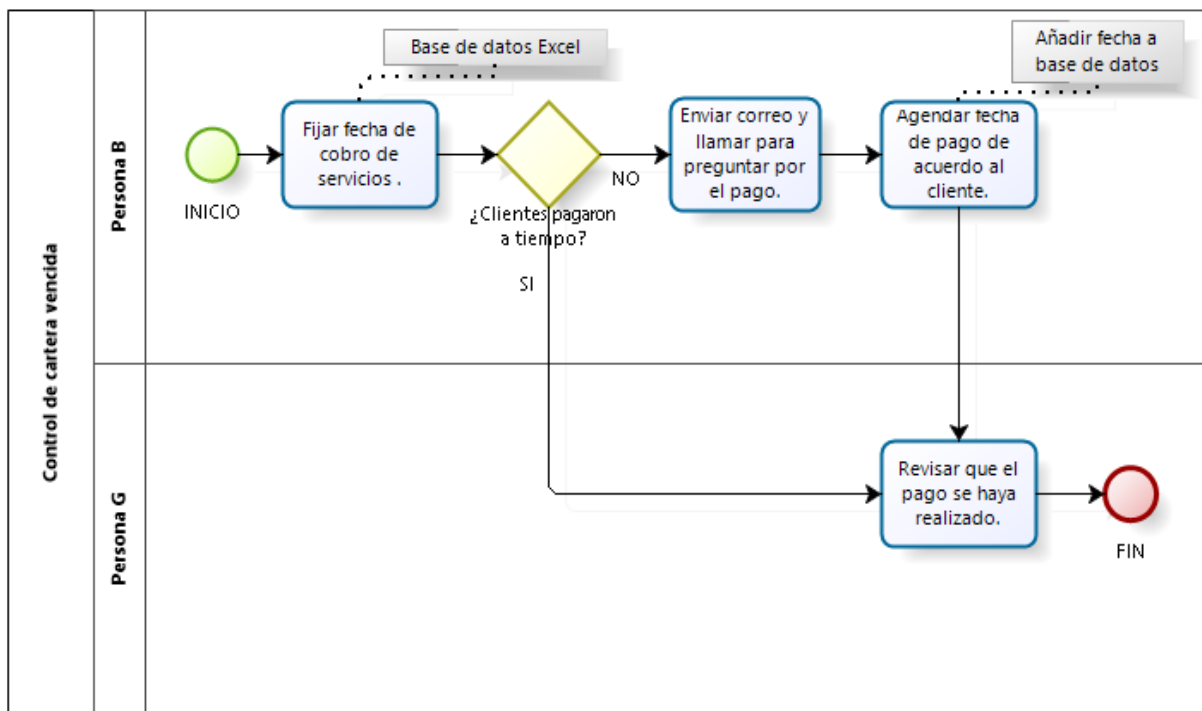 Control de cartera vencida
Persona B
Base de datos Excel
Añadir fecha a
base de datos
INICIO
Fijar fecha de
cobro de
servicios .
¿Clientes pagaron
a tiempo?
NO
SI
Enviar correo y
llamar para
preguntar por
el pago.
Agendar fecha
de pago de
acuerdo al
cliente.
Persona G
Revisar que el
pago se haya
realizado.
FIN